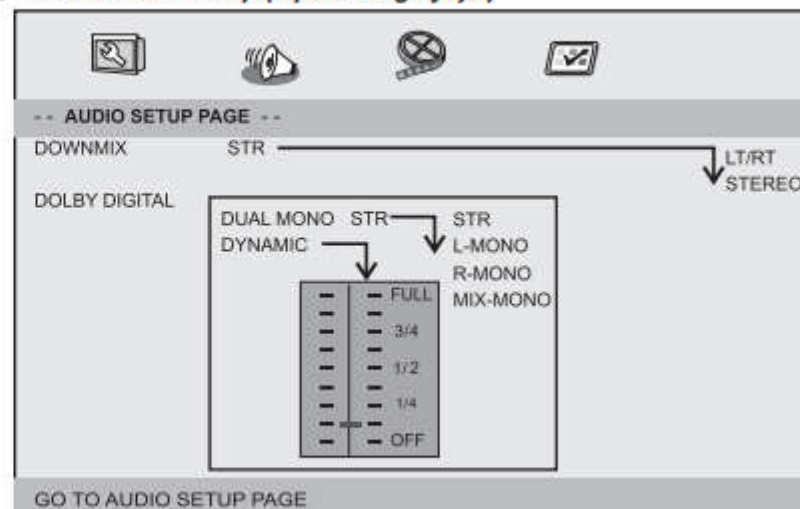 -- AUDIO SETUP PAGE --
DOWNMIX STR LT/RT
STEREO
DOLBY DIGITAL
DUAL MONO STR STR
DYNAMIC L-MONO
R-MONO
MIX-MONO
FULL
3/4
1/2
1/4
OFF
GO TO AUDIO SETUP PAGE